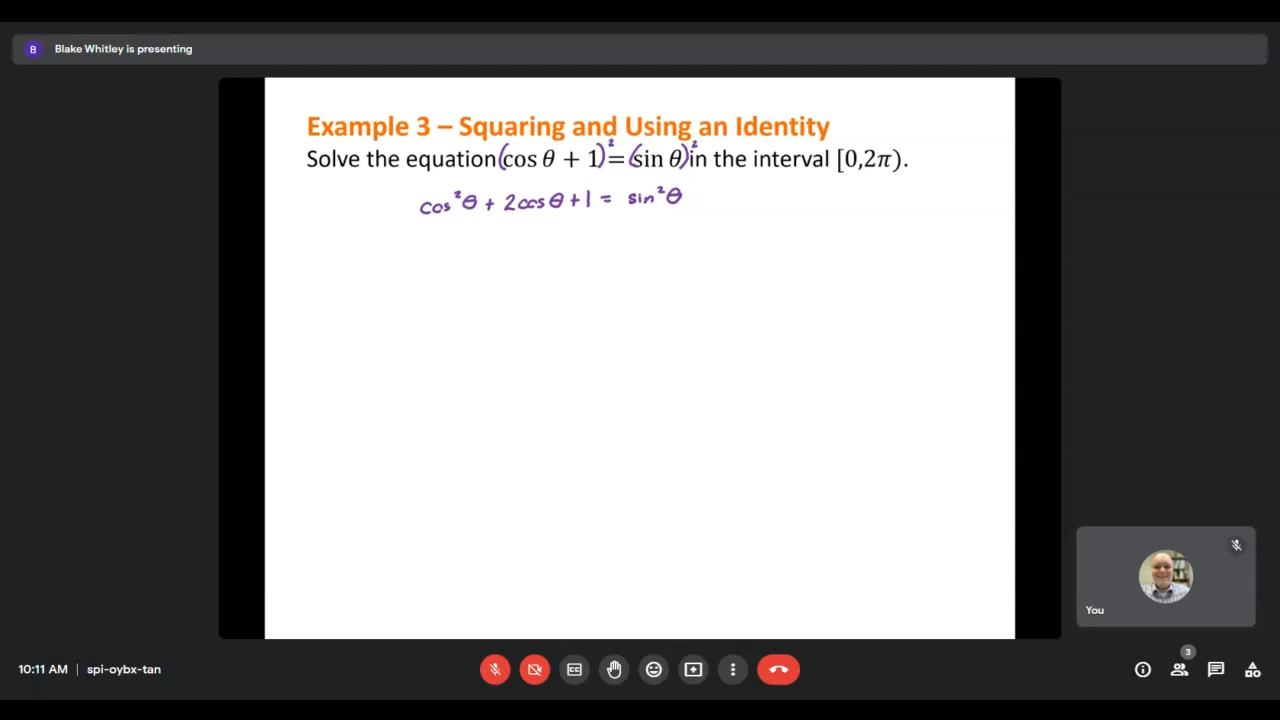 B Blake Whitley is presenting
Example 3 – Squaring and Using an Identity
Solve the equation (cos θ + 1)² = (sin θ)² in the interval [0,2π).
cos²θ + 2cosθ + 1 = sin²θ
You
10:11 AM | spi-oybx-tan
CC
3